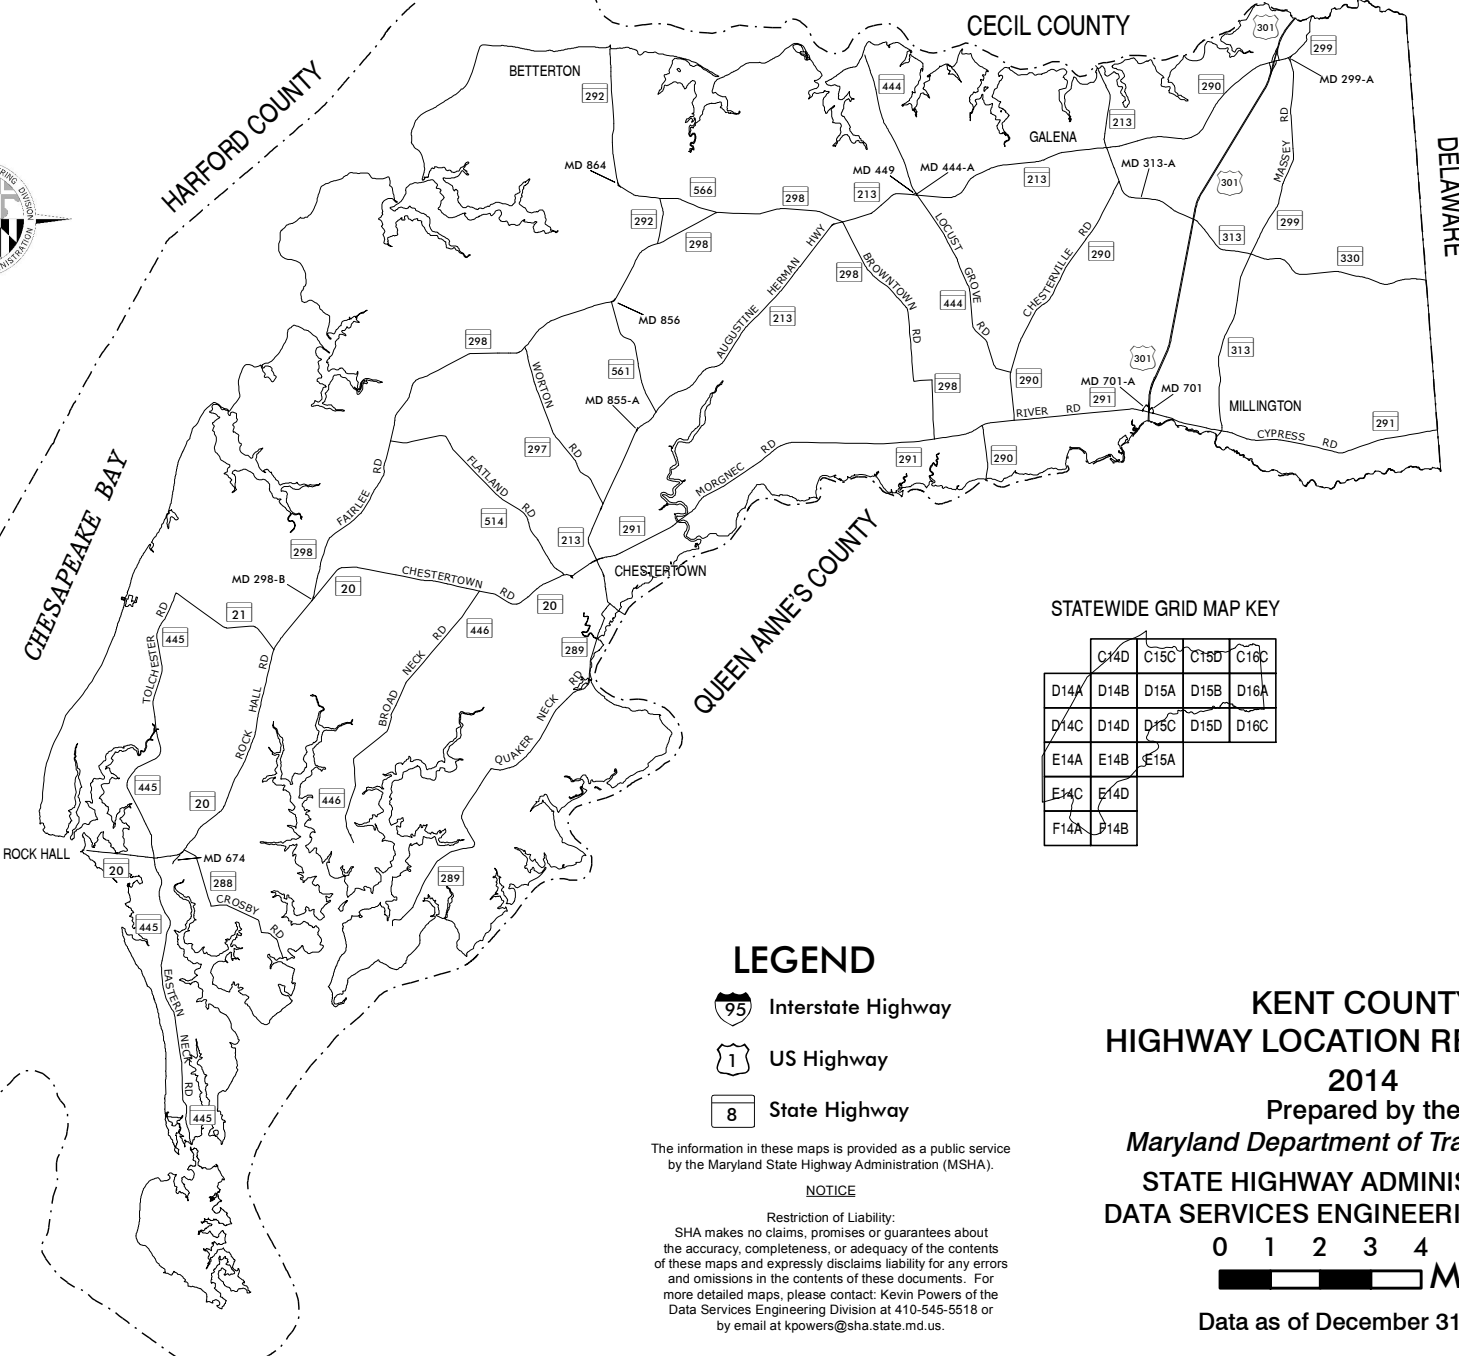 CECIL COUNTY
301
299
BETTERTON
292
444
290
MD 299-A
HARFORD COUNTY
213
GALENA
MASSEY RD
DELAWARE
MD 864
566
298
MD 449
213
MD 444-A
213
MD 313-A
301
292
298
299
313
330
AUGUSTINE HERMAN HWY
298
BROWNTOWN RD
LOCUST GROVE RD
444
CHESTERVILLE RD
290
MD 856
213
298
WORTON RD
561
MD 855-A
298
290
301
313
MD 701-A
MD 701
291
RIVER RD
MILLINGTON
CYPRESS RD
291
CHESAPEAKE BAY
FAIRLEE RD
FLATLAND RD
297
MORGNEC RD
291
290
514
213
291
298
CHESTERTOWN
QUEEN ANNE'S COUNTY
MD 298-B
20
CHESTERTOWN RD
20
TOLCHESTER RD
445
21
446
289
BROAD NECK RD
ROCK HALL RD
QUAKER NECK RD
STATEWIDE GRID MAP KEY
C14D C15C C15D C16C
D14A D14B D15A D15B D16A
D14C D14D D15C D15D D16C
E14A E14B E15A
E14C E14D
F14A F14B
445
20
446
ROCK HALL
20
MD 674
288
CROSBY RD
289
445
EASTERN NECK RD
445
LEGEND
95 Interstate Highway
1 US Highway
8 State Highway
The information in these maps is provided as a public service
by the Maryland State Highway Administration (MSHA).
NOTICE
Restriction of Liability:
SHA makes no claims, promises or guarantees about
the accuracy, completeness, or adequacy of the contents
of these maps and expressly disclaims liability for any errors
and omissions in the contents of these documents. For
more detailed maps, please contact: Kevin Powers of the
Data Services Engineering Division at 410-545-5518 or
by email at kpowers@sha.state.md.us.
KENT COUNTY
HIGHWAY LOCATION RE
2014
Prepared by the
Maryland Department of Tra
STATE HIGHWAY ADMINIS
DATA SERVICES ENGINEERI
0 1 2 3 4
M
Data as of December 31